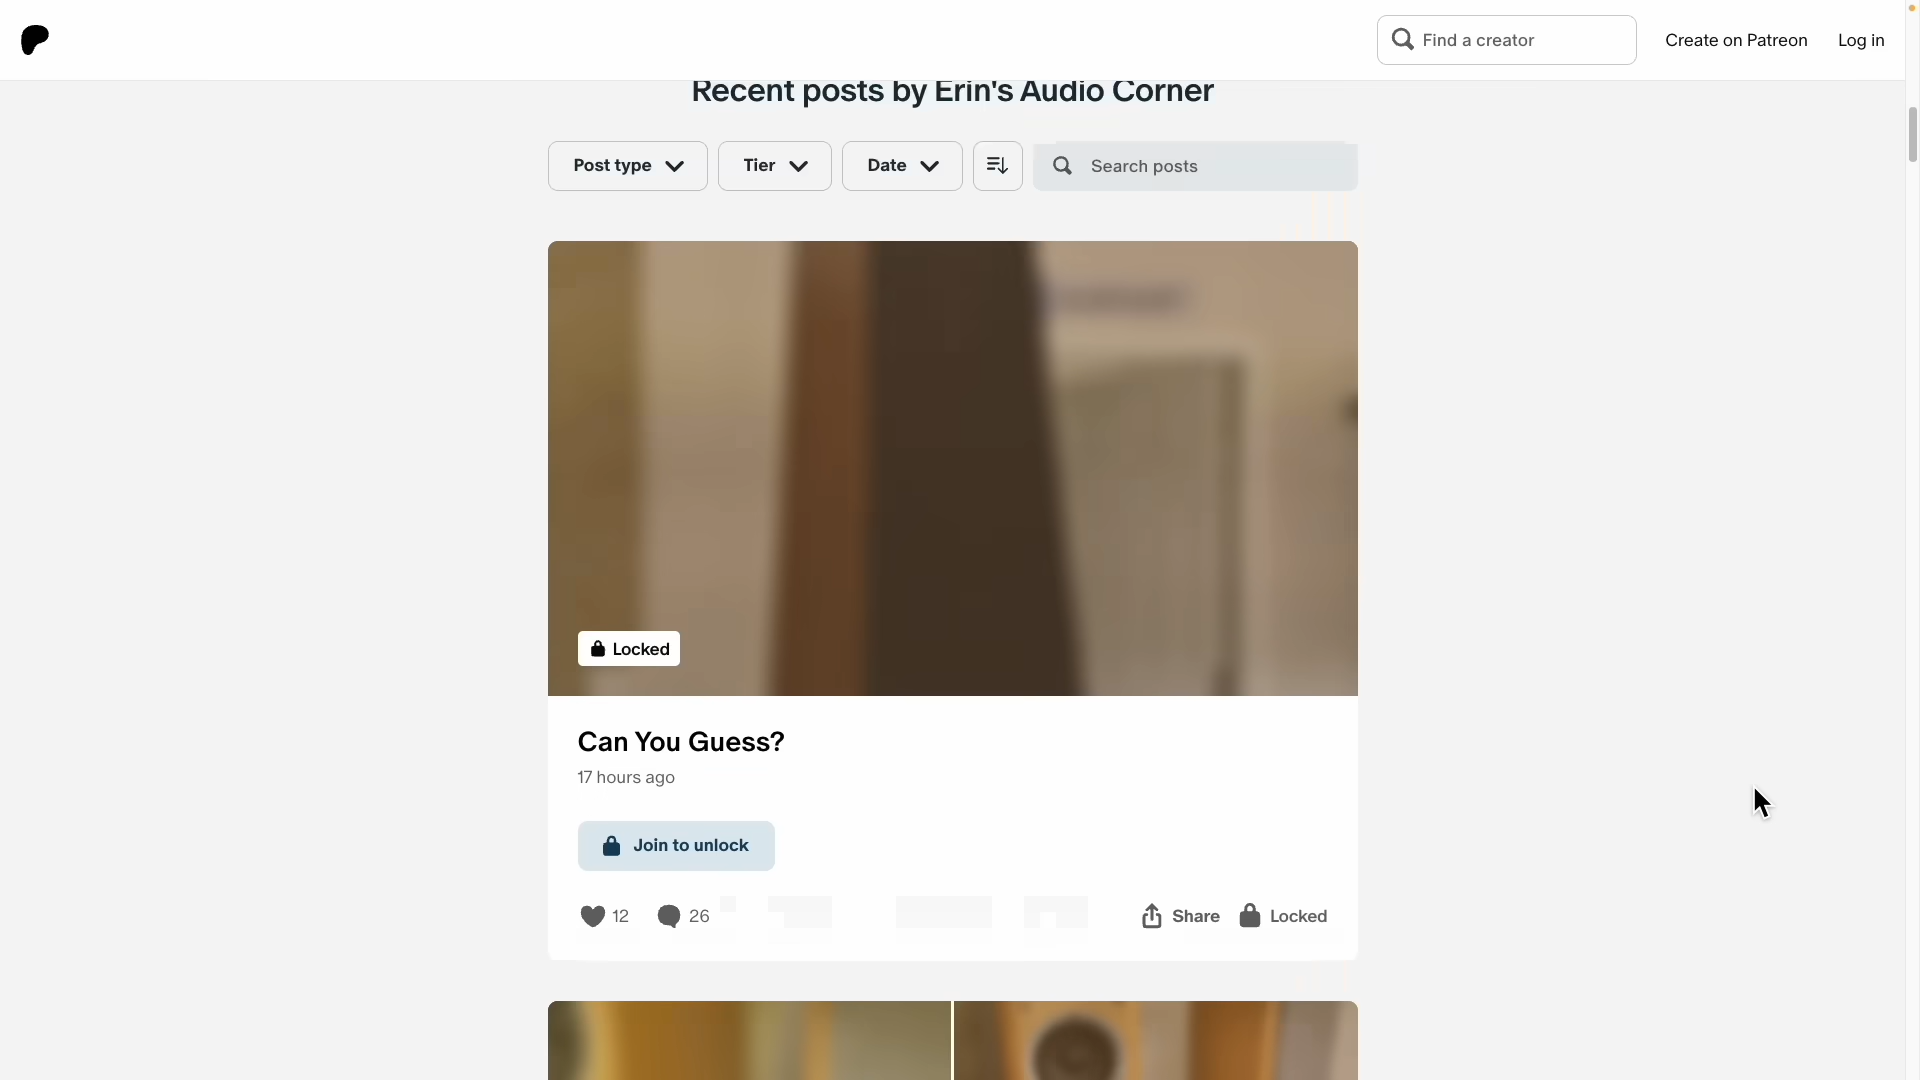 Find a creator
Create on Patreon
Log in
Recent posts by Erin's Audio Corner
Post type
Tier
Date
Search posts
Locked
Can You Guess?
17 hours ago
Join to unlock
12
26
Share
Locked